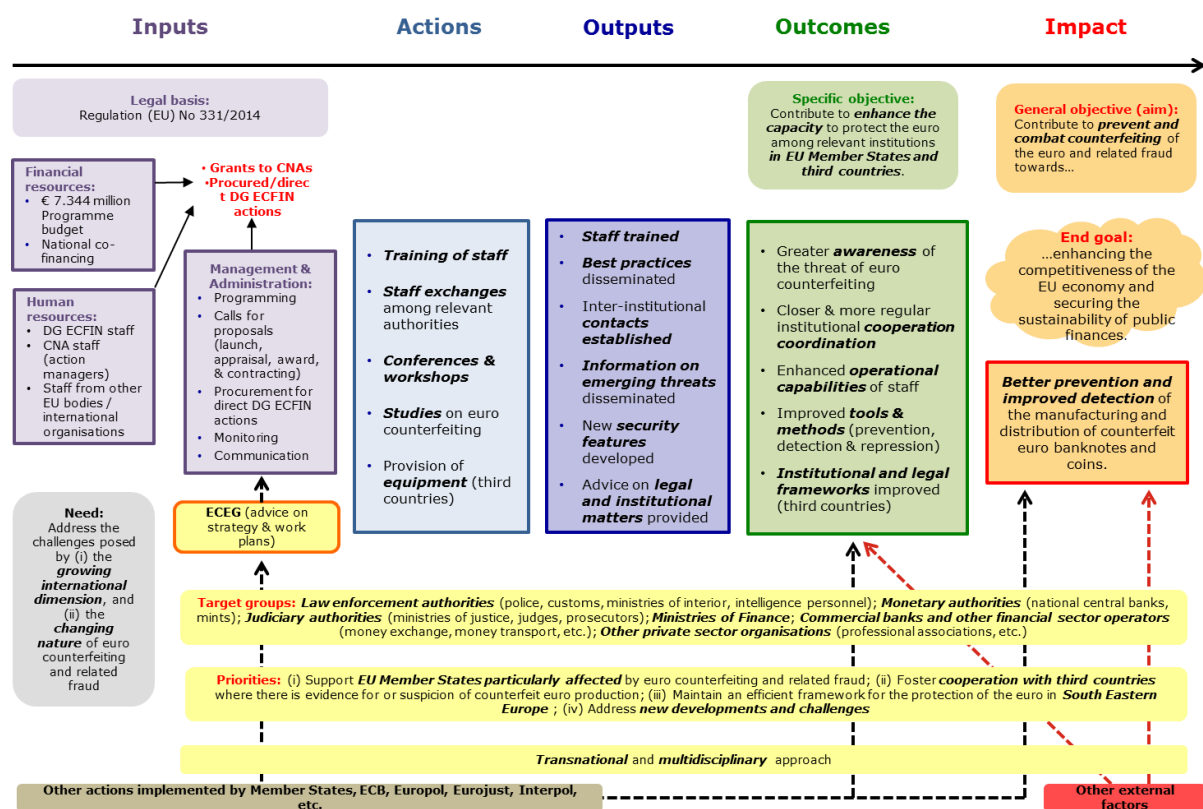 Inputs
Actions
Outputs
Outcomes
Impact
Legal basis:
Regulation (EU) No 331/2014
Specific objective:
Contribute to enhance the
capacity to protect the euro
among relevant institutions
in EU Member States and
third countries.
General objective (aim):
Contribute to prevent and
combat counterfeiting of
the euro and related fraud
towards…
Financial
resources:
• € 7.344 million
Programme
budget
• National co-
financing
• Grants to CNAs
•Procured/direc
t DG ECFIN
actions
Human
resources:
• DG ECFIN staff
• CNA staff
(action
managers)
• Staff from other
EU bodies /
international
organisations
Management &
Administration:
• Programming
• Calls for
proposals
(launch,
appraisal, award,
& contracting)
• Procurement for
direct DG ECFIN
actions
• Monitoring
• Communication
• Training of staff
• Staff exchanges
among relevant
authorities
• Conferences &
workshops
• Studies on euro
counterfeiting
• Provision of
equipment (third
countries)
• Staff trained
• Best practices
disseminated
• Inter-institutional
contacts
established
• Information on
emerging threats
disseminated
• New security
features
developed
• Advice on legal
and institutional
matters provided
• Greater awareness of
the threat of euro
counterfeiting
• Closer & more regular
institutional cooperation
coordination
• Enhanced operational
capabilities of staff
• Improved tools &
methods (prevention,
detection & repression)
• Institutional and legal
frameworks improved
(third countries)
End goal:
…enhancing the
competitiveness of the
EU economy and
securing the
sustainability of public
finances.
Better prevention and
improved detection of
the manufacturing and
distribution of counterfeit
euro banknotes and
coins.
Need:
Address the
challenges posed
by (i) the
growing
international
dimension, and
(ii) the
changing
nature of euro
counterfeiting
and related
fraud
ECEG (advice on
strategy & work
plans)
Target groups: Law enforcement authorities (police, customs, ministries of interior, intelligence personnel); Monetary authorities (national central banks,
mints); Judiciary authorities (ministries of justice, judges, prosecutors); Ministries of Finance; Commercial banks and other financial sector operators
(money exchange, money transport, etc.); Other private sector organisations (professional associations, etc.)
Priorities: (i) Support EU Member States particularly affected by euro counterfeiting and related fraud; (ii) Foster cooperation with third countries
where there is evidence for or suspicion of counterfeit euro production; (iii) Maintain an efficient framework for the protection of the euro in South Eastern
Europe ; (iv) Address new developments and challenges
Transnational and multidisciplinary approach
Other actions implemented by Member States, ECB, Europol, Eurojust, Interpol,
etc.
Other external
factors